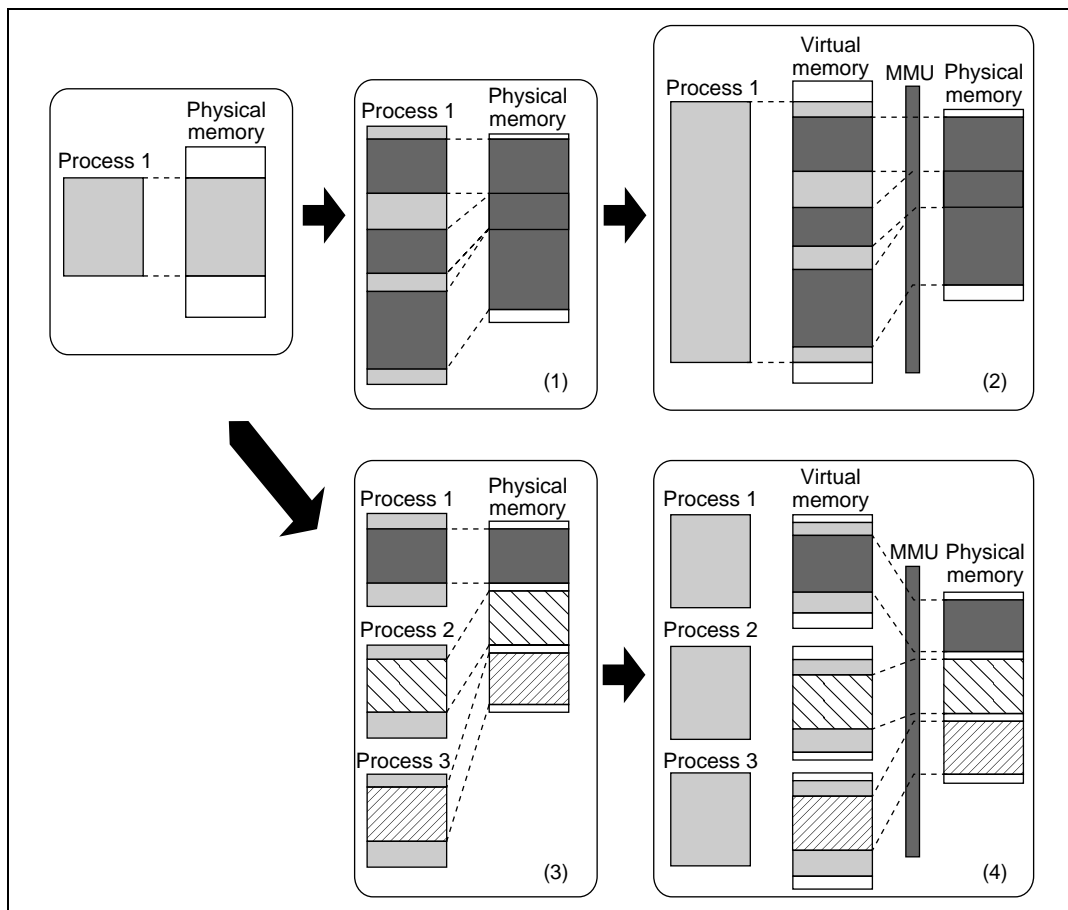 Physical
memory
Process 1
Process 1
Physical
memory
(1)
Process 1
Virtual
memory
MMU
Physical
memory
(2)
Process 1
Physical
memory
Process 2
Process 3
(3)
Process 1
Virtual
memory
MMU
Physical
memory
Process 2
Process 3
(4)